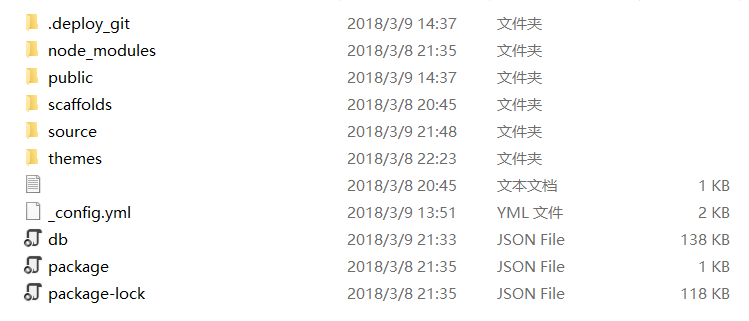 .deploy_git 2018/3/9 14:37 文件夹
node_modules 2018/3/8 21:35 文件夹
public 2018/3/9 14:37 文件夹
scaffolds 2018/3/8 20:45 文件夹
source 2018/3/9 21:48 文件夹
themes 2018/3/8 22:23 文件夹
2018/3/8 20:45 文本文档 1 KB
_config.yml 2018/3/9 13:51 YML 文件 2 KB
db 2018/3/9 21:33 JSON File 138 KB
package 2018/3/8 21:35 JSON File 1 KB
package-lock 2018/3/8 21:35 JSON File 118 KB